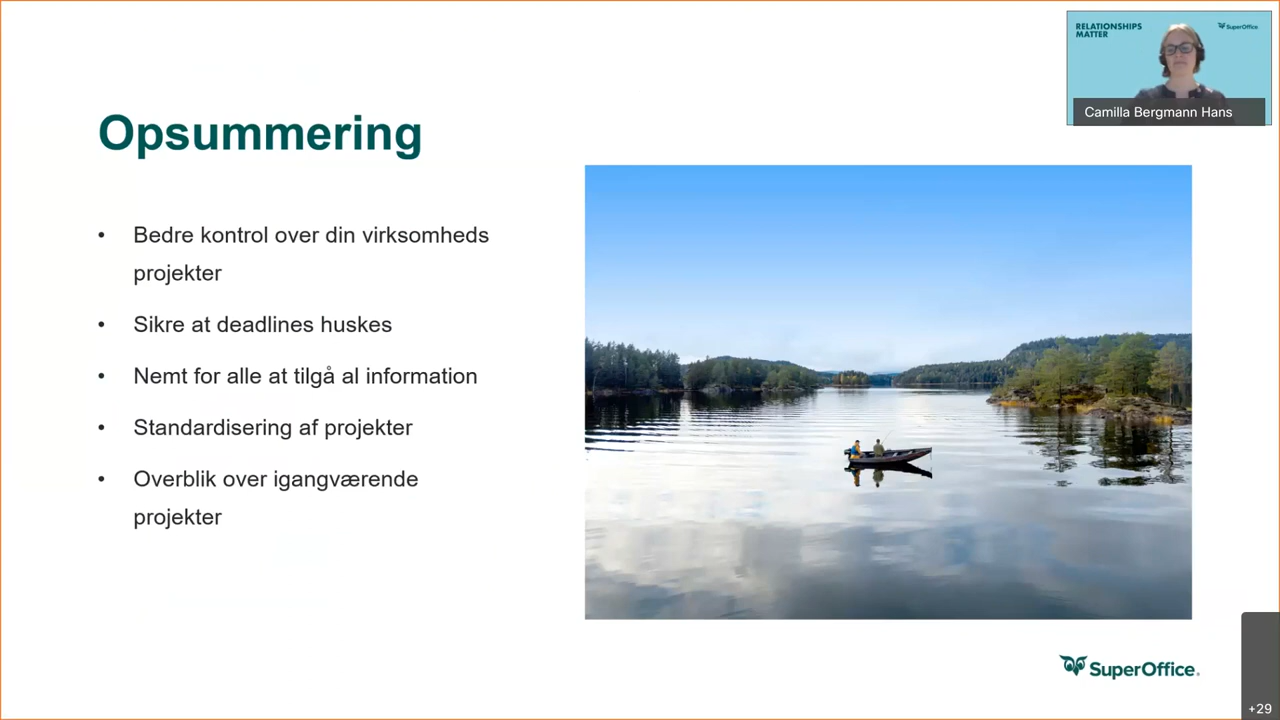 RELATIONSHIPS
MATTER
SuperOffice
Camilla Bergmann Hans
Opsummering
• Bedre kontrol over din virksomheds
projekter
• Sikre at deadlines huskes
• Nemt for alle at tilgå al information
• Standardisering af projekter
• Overblik over igangværende
projekter
SuperOffice.
+29